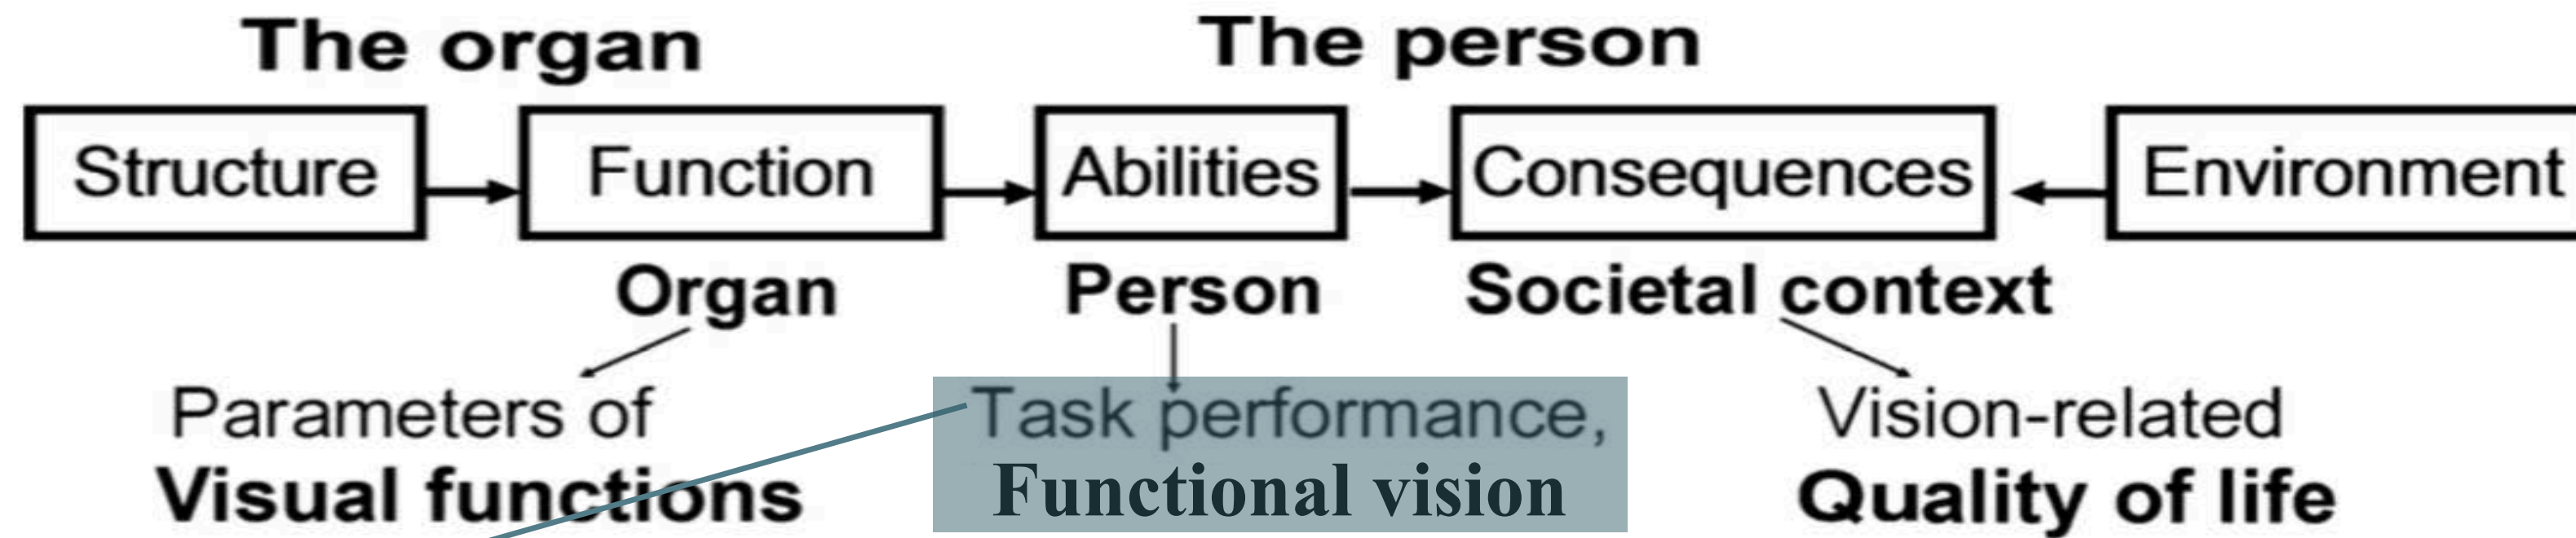 The organ The person
Structure Function Abilities Consequences Environment
Organ Person Societal context
Parameters of Task performance, Vision-related
Visual functions Functional vision Quality of life